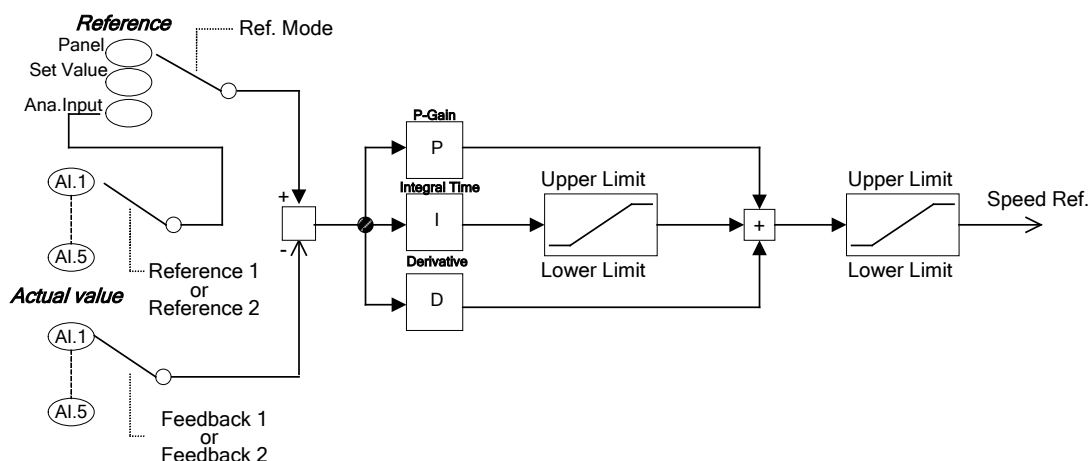 Reference
Ref. Mode
Panel
Set Value
Ana.Input
P-Gain
P
+
AI.1
Integral Time
I
Upper Limit
Lower Limit
+
Upper Limit
Lower Limit
Speed Ref.
-
AI.5
Reference 1
or
Reference 2
Derivative
D
Actual value
AI.1
AI.5
Feedback 1
or
Feedback 2